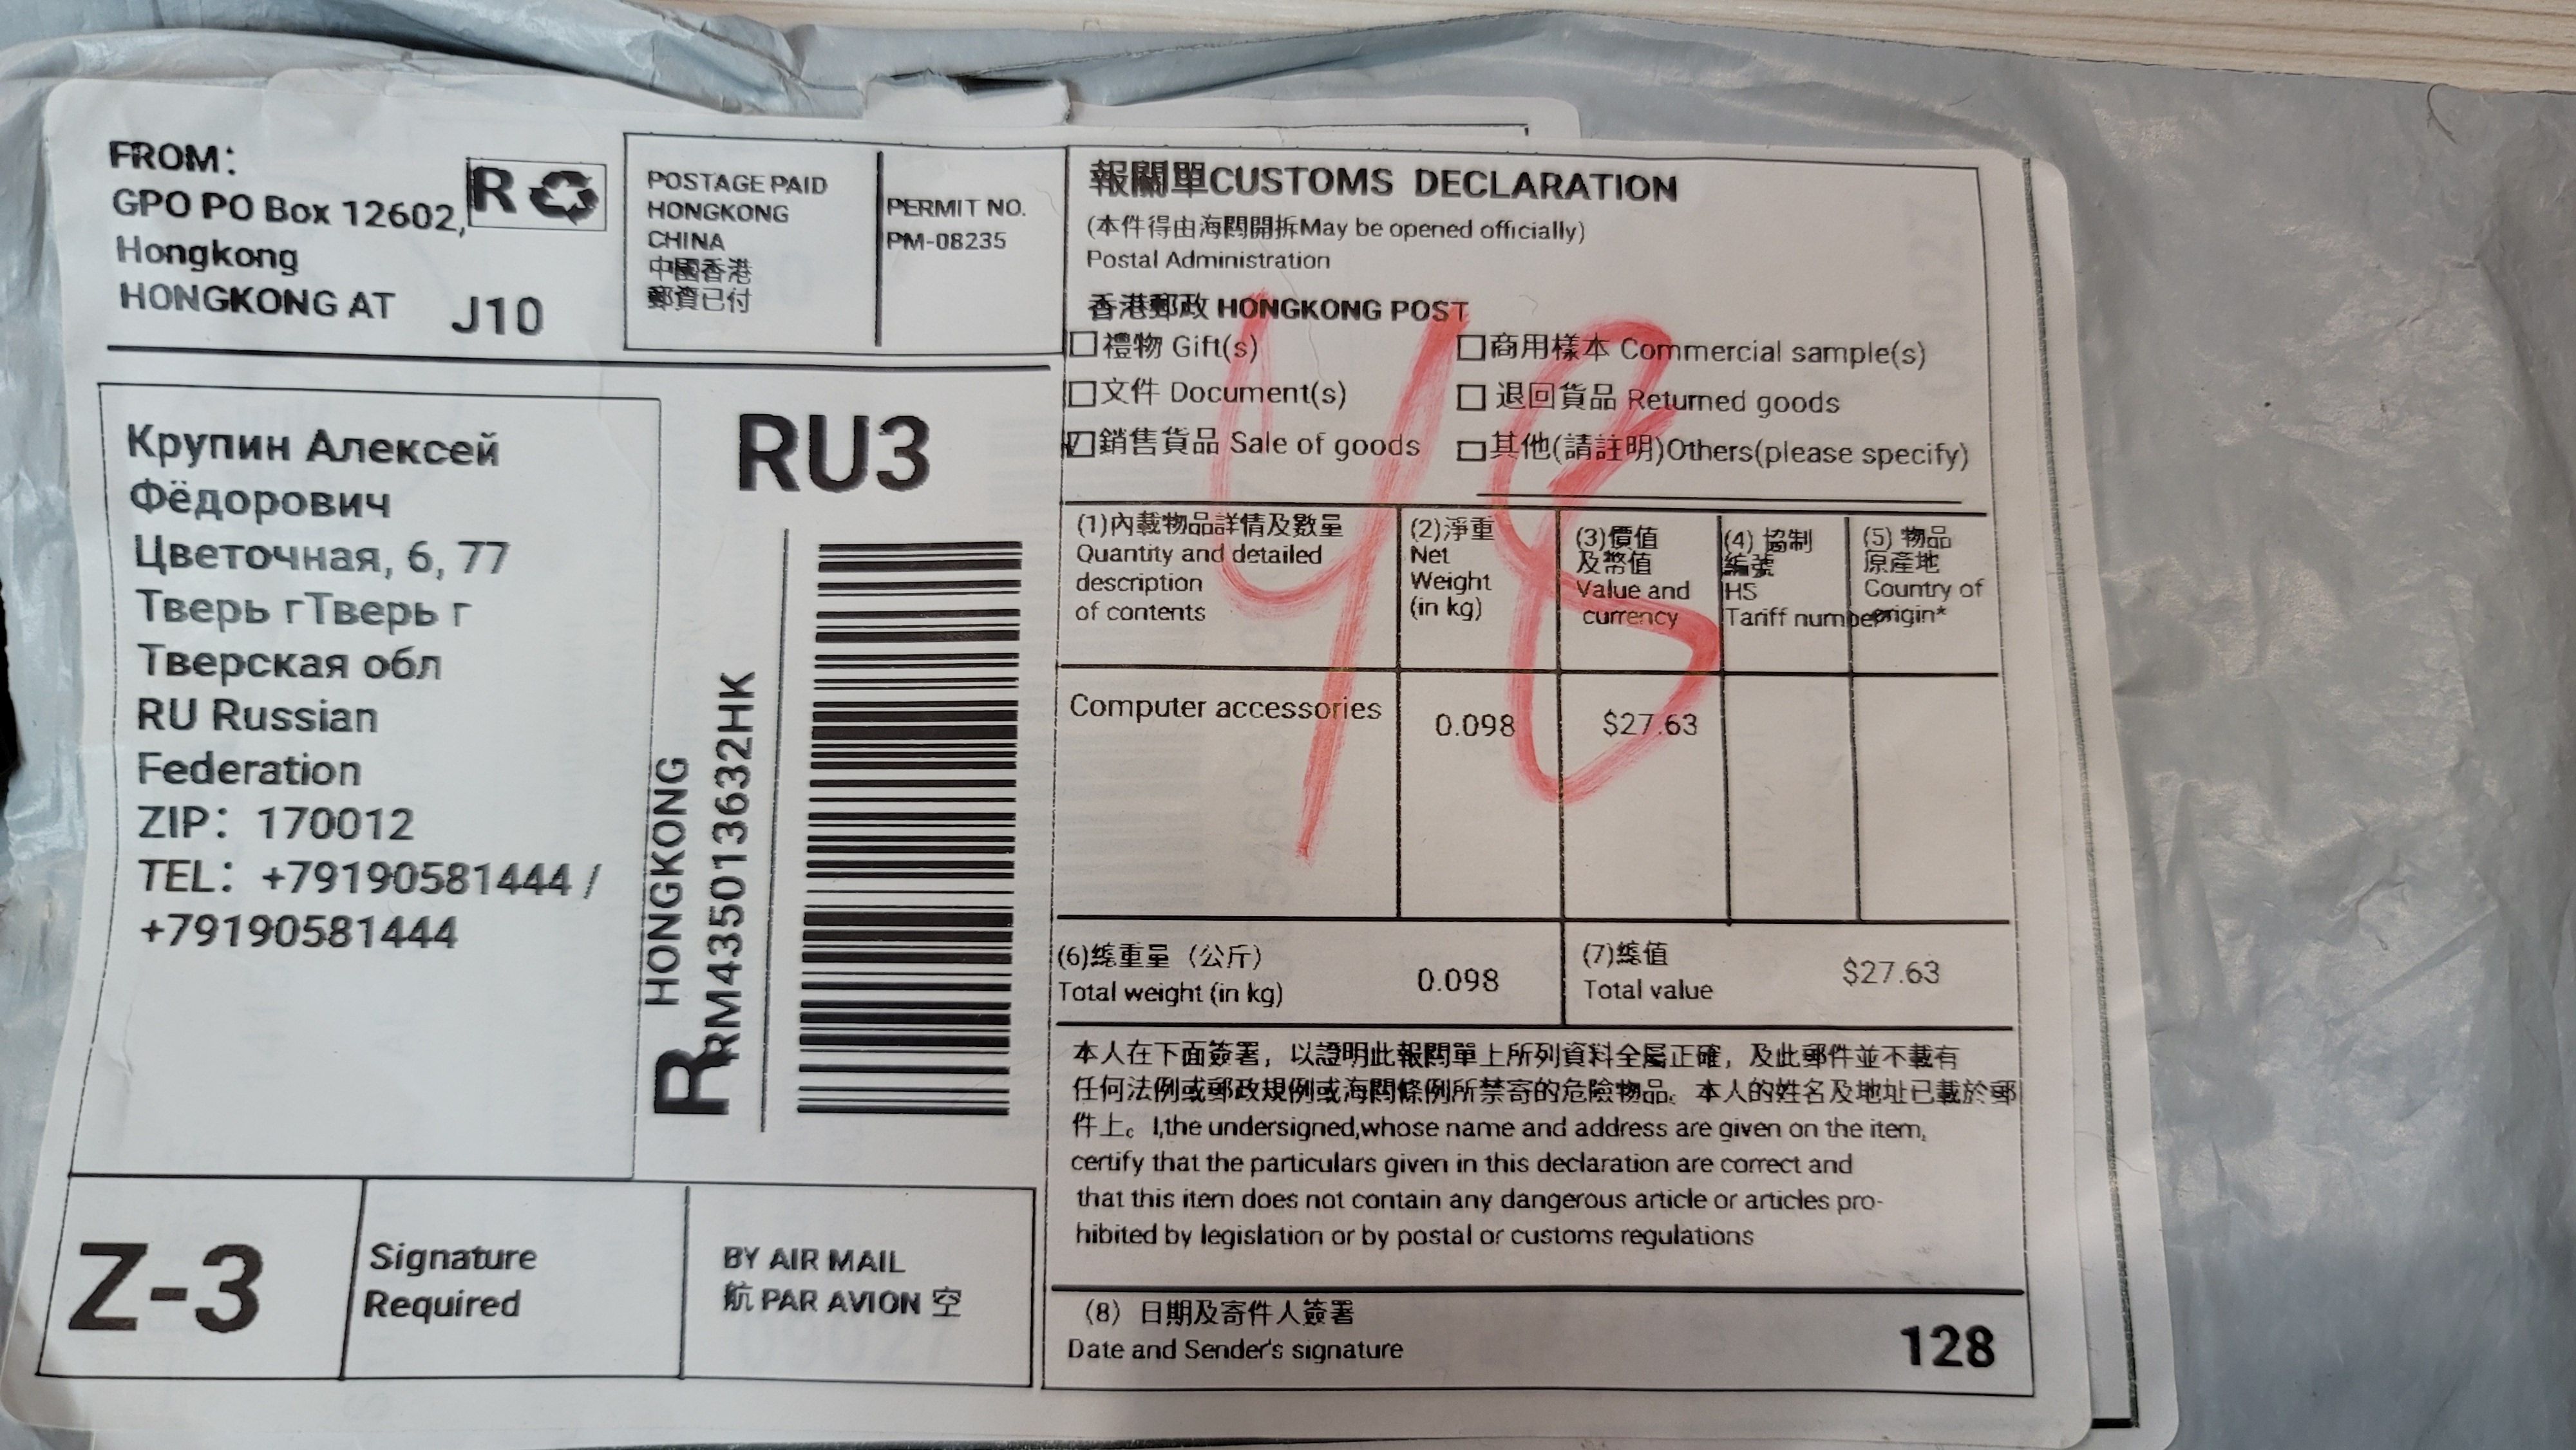 FROM:
GPO PO Box 12602,
Hongkong
HONGKONG AT J10
R
POSTAGE PAID
HONGKONG
CHINA
中國香港
郵資已付
PERMIT NO.
PM-08235
Крупин Алексей
Фёдорович
Цветочная, 6, 77
Тверь гТверь г
Тверская обл
RU Russian
Federation
ZIP: 170012
TEL: +79190581444 /
+79190581444
RU3
HONGKONG
R RM435013632HK
Z-3
Signature
Required
BY AIR MAIL
航 PAR AVION 空
報關單CUSTOMS DECLARATION
(本件得由海關開拆May be opened officially)
Postal Administration
香港郵政 HONGKONG POST
禮物 Gift(s)
商用樣本 Commercial sample(s)
文件 Document(s)
退回貨品 Returned goods
銷售貨品 Sale of goods
其他(請註明)Others(please specify)
48
(1)內載物品詳情及數量
Quantity and detailed
description
of contents
(2)淨重
Net
Weight
(in kg)
(3)價值
及幣值
Value and
currency
(4) 協制
編號
HS
Tariff number
(5) 物品
原產地
Country of
origin*
Computer accessories 0.098 $27.63
(6)總重量（公斤）
Total weight (in kg) 0.098
(7)總值
Total value $27.63
本人在下面簽署，以證明此報關單上所列資料全屬正確，及此郵件並不載有
任何法例或郵政規例或海關條例所禁寄的危險物品。本人的姓名及地址已載於郵
件上。I,the undersigned,whose name and address are given on the item,
certify that the particulars given in this declaration are correct and
that this item does not contain any dangerous article or articles pro-
hibited by legislation or by postal or customs regulations
（8）日期及寄件人簽署
Date and Sender's signature
128